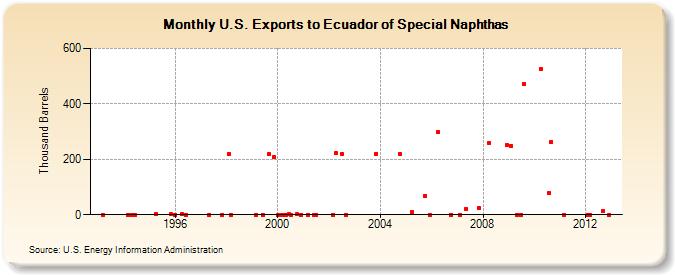 Monthly U.S. Exports to Ecuador of Special Naphthas
Thousand Barrels
600
400
200
0
1996 2000 2004 2008 2012
Source: U.S. Energy Information Administration